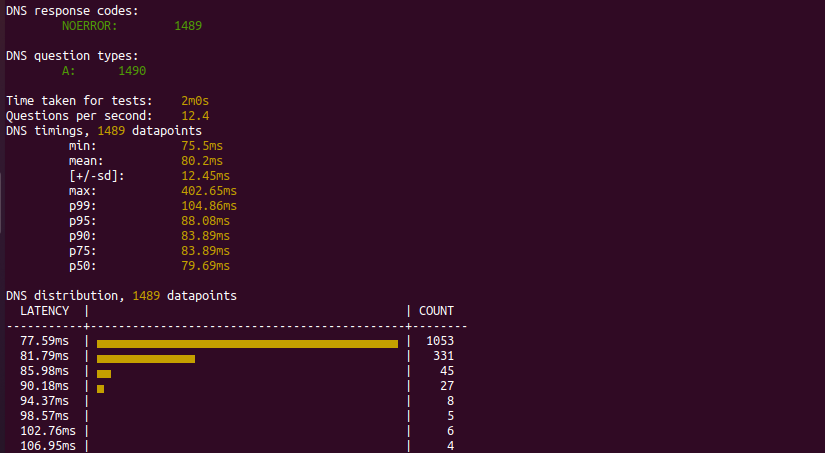 DNS response codes:
NOERROR: 1489
DNS question types:
A: 1490
Time taken for tests: 2m0s
Questions per second: 12.4
DNS timings, 1489 datapoints
min: 75.5ms
mean: 80.2ms
[+/-sd]: 12.45ms
max: 402.65ms
p99: 104.86ms
p95: 88.08ms
p90: 83.89ms
p75: 83.89ms
p50: 79.69ms
DNS distribution, 1489 datapoints
LATENCY | | COUNT
-----------+---------------------------------------------+--------
77.59ms | | 1053
81.79ms | | 331
85.98ms | | 45
90.18ms | | 27
94.37ms | | 8
98.57ms | | 5
102.76ms | | 6
106.95ms | | 4